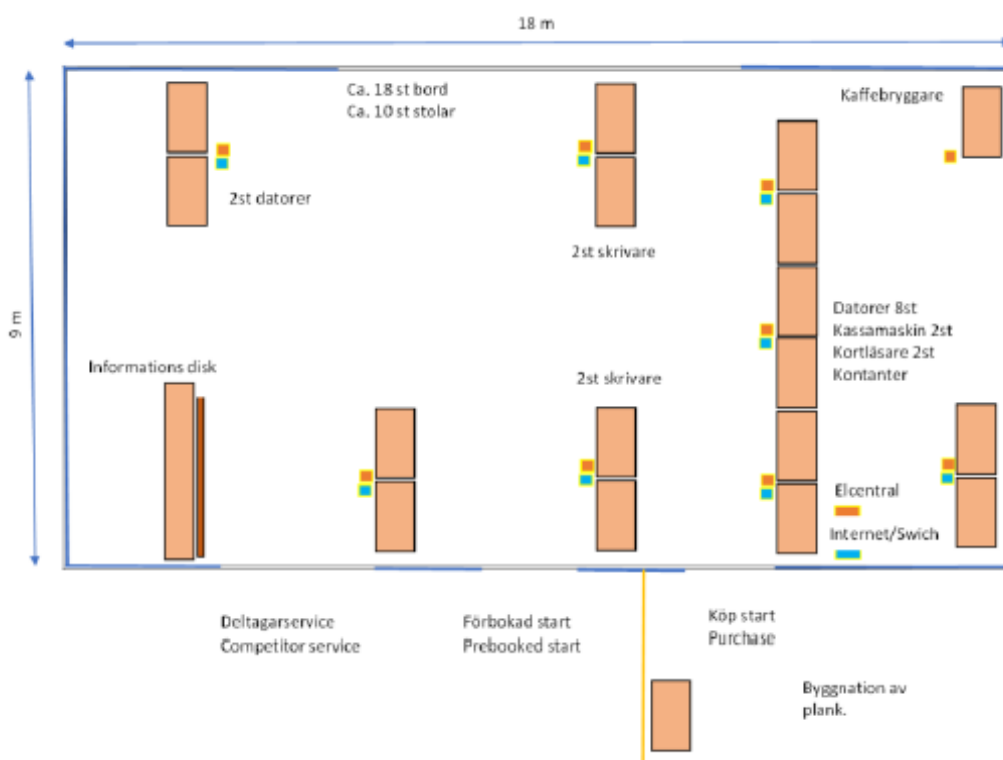 18 m
Ca. 18 st bord
Ca. 10 st stolar
Kaffebryggare
2st datorer
2st skrivare
9 m
Datorer 8st
Kassamaskin 2st
Kortläsare 2st
Kontanter
Informations disk
2st skrivare
Elcentral
Internet/Swich
Deltagarservice
Competitor service
Förbokad start
Prebooked start
Köp start
Purchase
Byggnation av
plank.